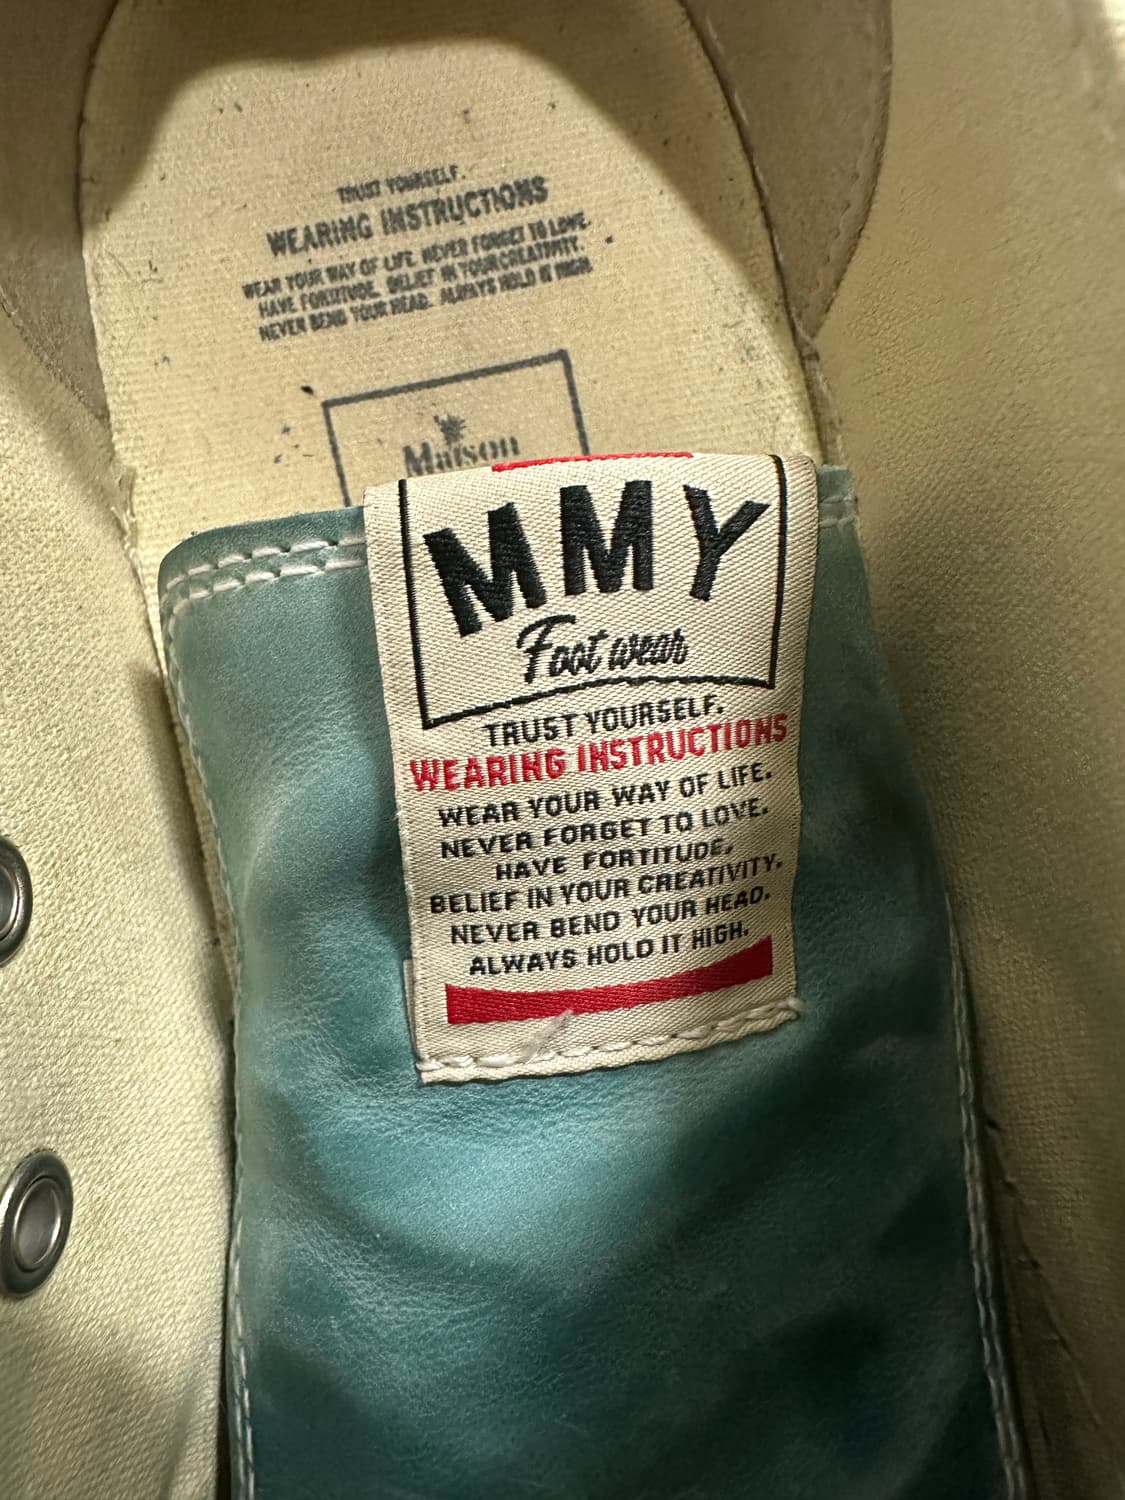 TRUST YOURSELF.
WEARING INSTRUCTIONS
WEAR YOUR WAY OF LIFE. NEVER FORGET TO LOVE.
HAVE FORTITUDE, BELIEF IN YOUR CREATIVITY.
NEVER BEND YOUR HEAD. ALWAYS HOLD IT HIGH.
Maison
MMY
Foot wear
TRUST YOURSELF.
WEARING INSTRUCTIONS
WEAR YOUR WAY OF LIFE.
NEVER FORGET TO LOVE.
HAVE FORTITUDE,
BELIEF IN YOUR CREATIVITY.
NEVER BEND YOUR HEAD.
ALWAYS HOLD IT HIGH.